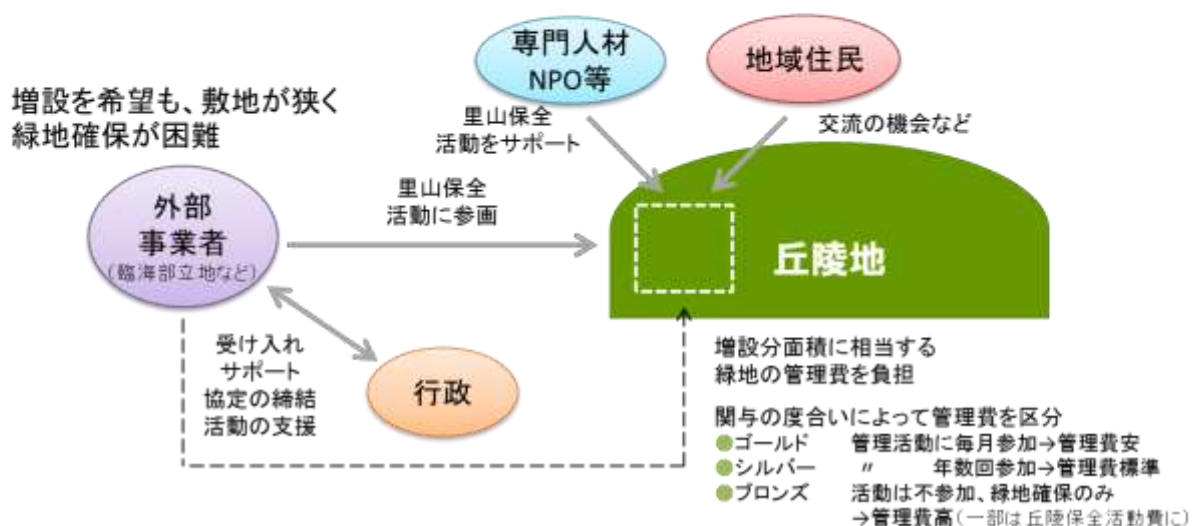 専門人材
NPO等
地域住民
増設を希望も、敷地が狭く
緑地確保が困難
里山保全
活動をサポート
交流の機会など
外部
事業者
（臨海部立地など）
里山保全
活動に参画
丘陵地
受け入れ
サポート
協定の締結
活動の支援
行政
増設分面積に相当する
緑地の管理費を負担
関与の度合いによって管理費を区分
●ゴールド　管理活動に毎月参加→管理費安
●シルバー　〃　年数回参加→管理費標準
●ブロンズ　活動は不参加、緑地確保のみ
→管理費高（一部は丘陵保全活動費に）